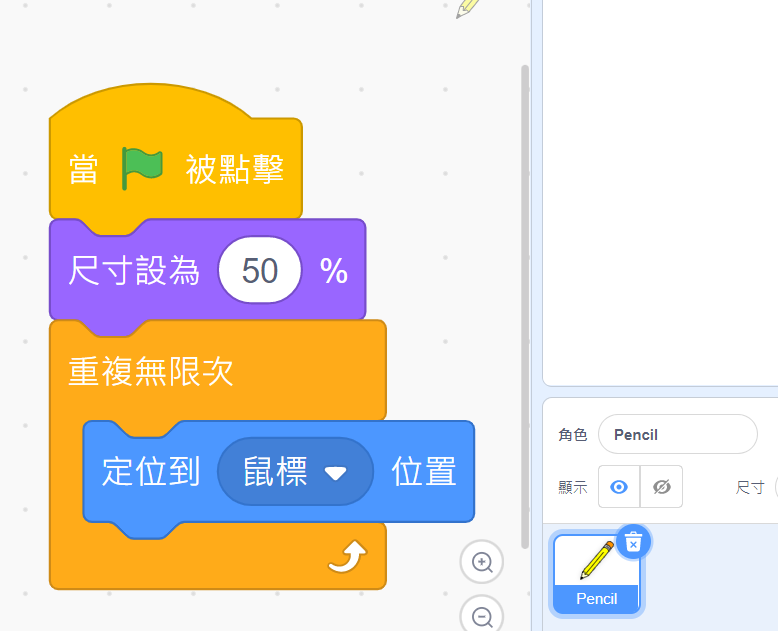 當 被點擊
尺寸設為 50 %
重複無限次
定位到 鼠標 位置
角色 Pencil
顯示 尺寸
Pencil